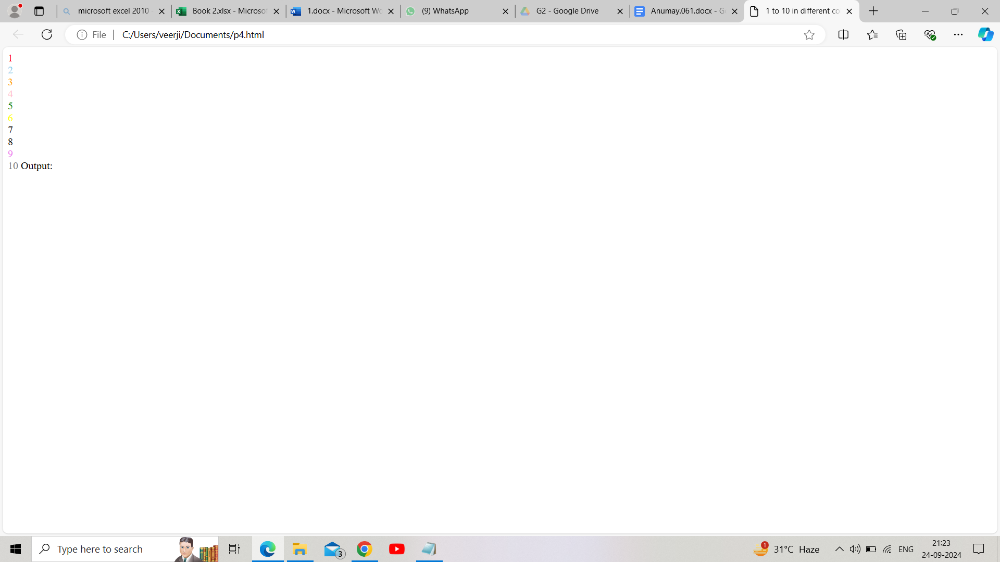 microsoft excel 2010 -
Book 2.xlsx - Microsof
1.docx - Microsoft Wo
(9) WhatsApp
G2 - Google Drive
Anumay.061.docx - Go
1 to 10 in different co
File
C:/Users/veerji/Documents/p4.html
1
2
3
4
5
6
7
8
9
10 Output:
Type here to search
3
1
31°C Haze
ENG
21:23
24-09-2024